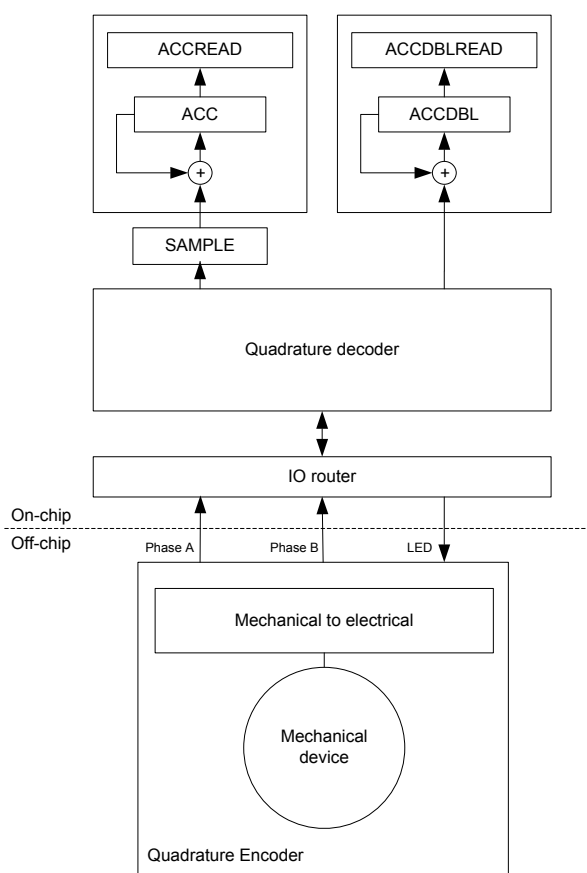 ACCREAD
ACCDBLREAD
ACC
ACCDBL
+
+
SAMPLE
Quadrature decoder
IO router
On-chip
Off-chip
Phase A
Phase B
LED
Mechanical to electrical
Mechanical
device
Quadrature Encoder